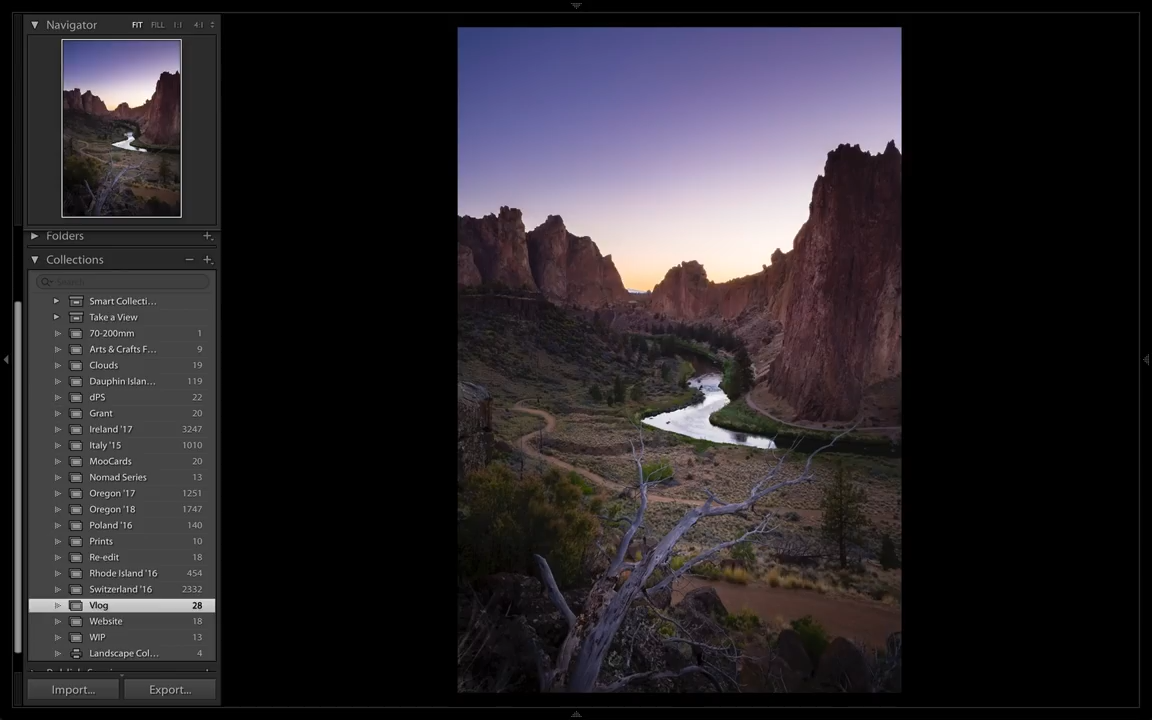 Navigator FIT FILL 1:1 4:1
Folders
Collections
Search
Smart Collecti...
Take a View
70-200mm 1
Arts & Crafts F... 9
Clouds 19
Dauphin Islan... 119
dPS 22
Grant 20
Ireland '17 3247
Italy '15 1010
MooCards 20
Nomad Series 13
Oregon '17 1251
Oregon '18 1747
Poland '16 140
Prints 10
Re-edit 18
Rhode Island '16 454
Switzerland '16 2332
Vlog 28
Website 18
WIP 13
Landscape Col... 4
Import... Export...